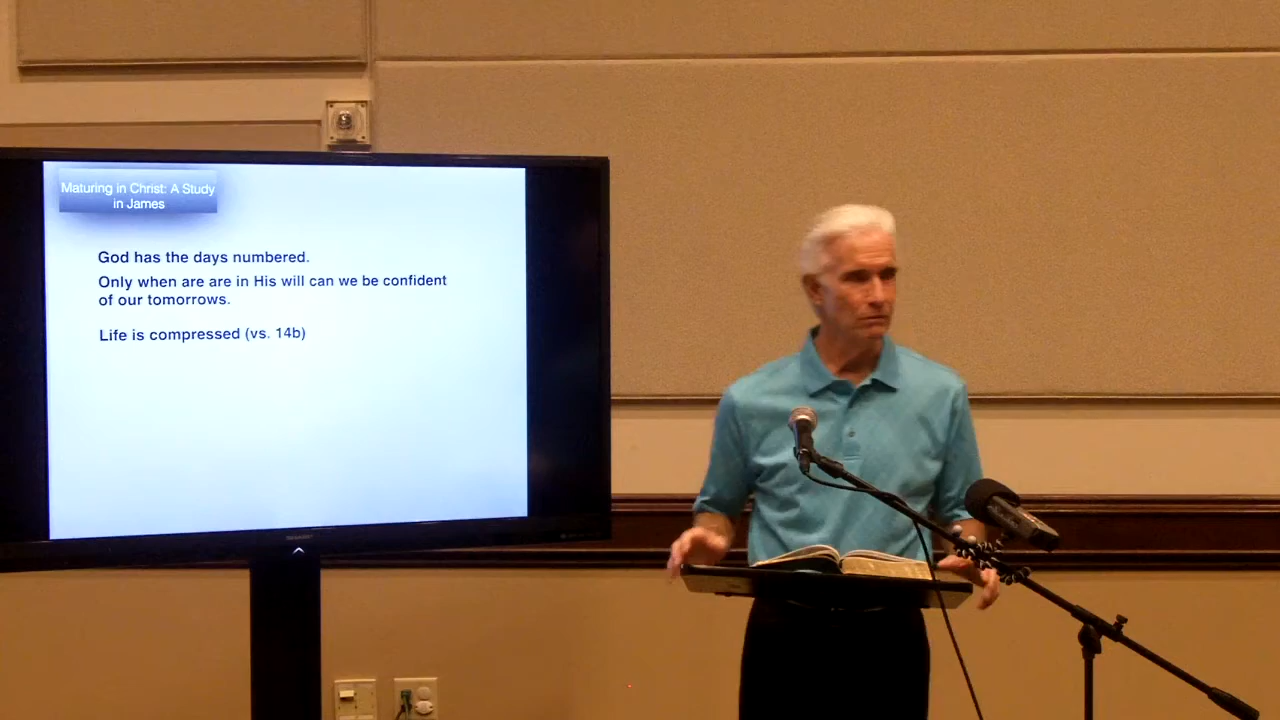 Maturing in Christ: A Study
in James
God has the days numbered.
Only when are are in His will can we be confident
of our tomorrows.
Life is compressed (vs. 14b)